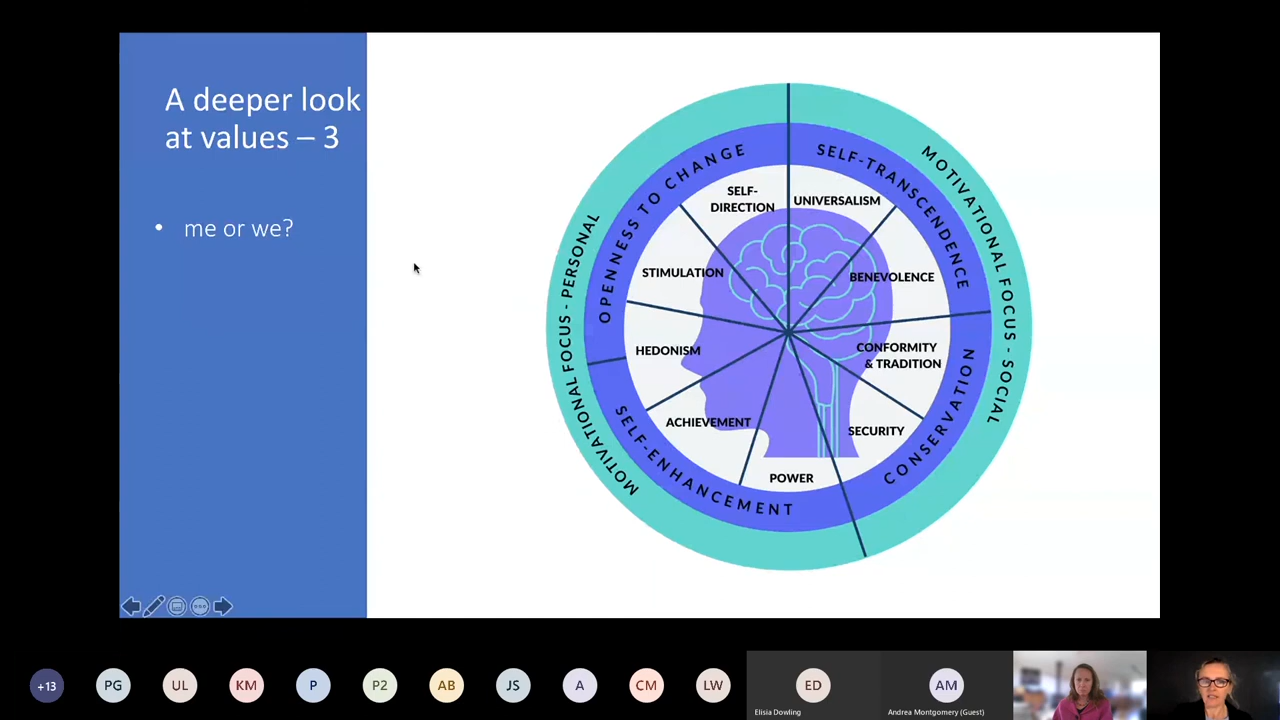 A deeper look
at values – 3
• me or we?
MOTIVATIONAL FOCUS - PERSONAL
MOTIVATIONAL FOCUS - SOCIAL
OPENNESS TO CHANGE
SELF-TRANSCENDENCE
SELF-ENHANCEMENT
CONSERVATION
SELF-
DIRECTION
UNIVERSALISM
STIMULATION
BENEVOLENCE
HEDONISM
CONFORMITY
& TRADITION
ACHIEVEMENT
SECURITY
POWER
+13
PG
UL
KM
P
P2
AB
JS
A
CM
LW
ED
AM
Elisia Dowling
Andrea Montgomery (Guest)